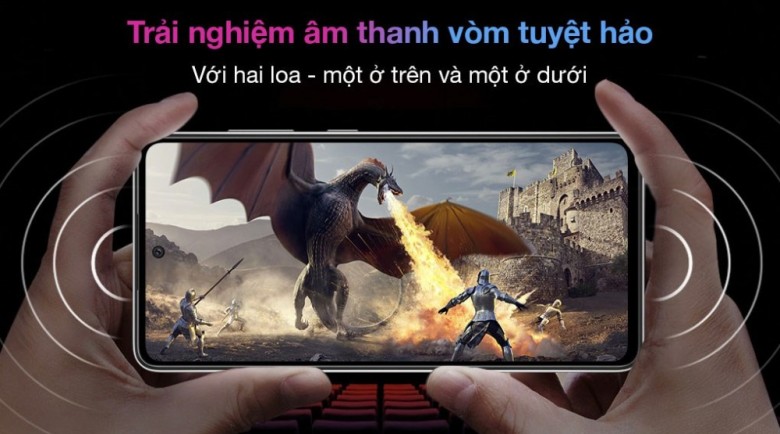 Trải nghiệm âm thanh vòm tuyệt hảo
Với hai loa - một ở trên và một ở dưới